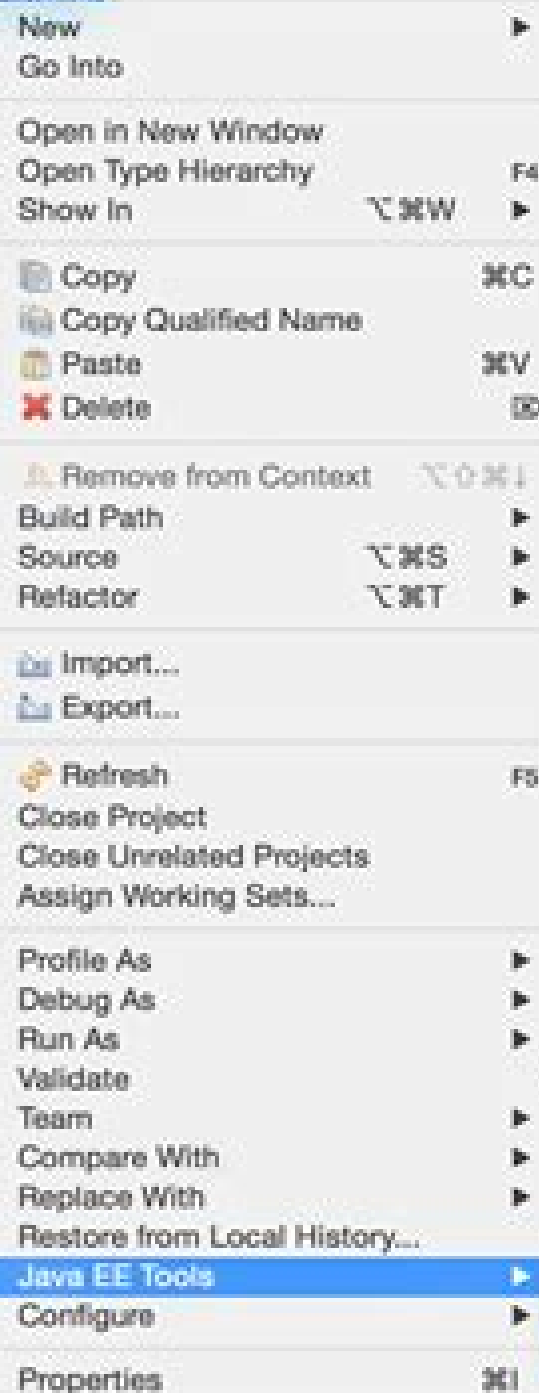 New ▶
Go Into
Open in New Window
Open Type Hierarchy F4
Show In ⌥⌘W ▶
Copy ⌘C
Copy Qualified Name
Paste ⌘V
Delete ⌦
Remove from Context ⌥⇧⌘↓
Build Path ▶
Source ⌥⌘S ▶
Refactor ⌥⌘T ▶
Import...
Export...
Refresh F5
Close Project
Close Unrelated Projects
Assign Working Sets...
Profile As ▶
Debug As ▶
Run As ▶
Validate
Team ▶
Compare With ▶
Replace With ▶
Restore from Local History...
Java EE Tools ▶
Configure ▶
Properties ⌘I